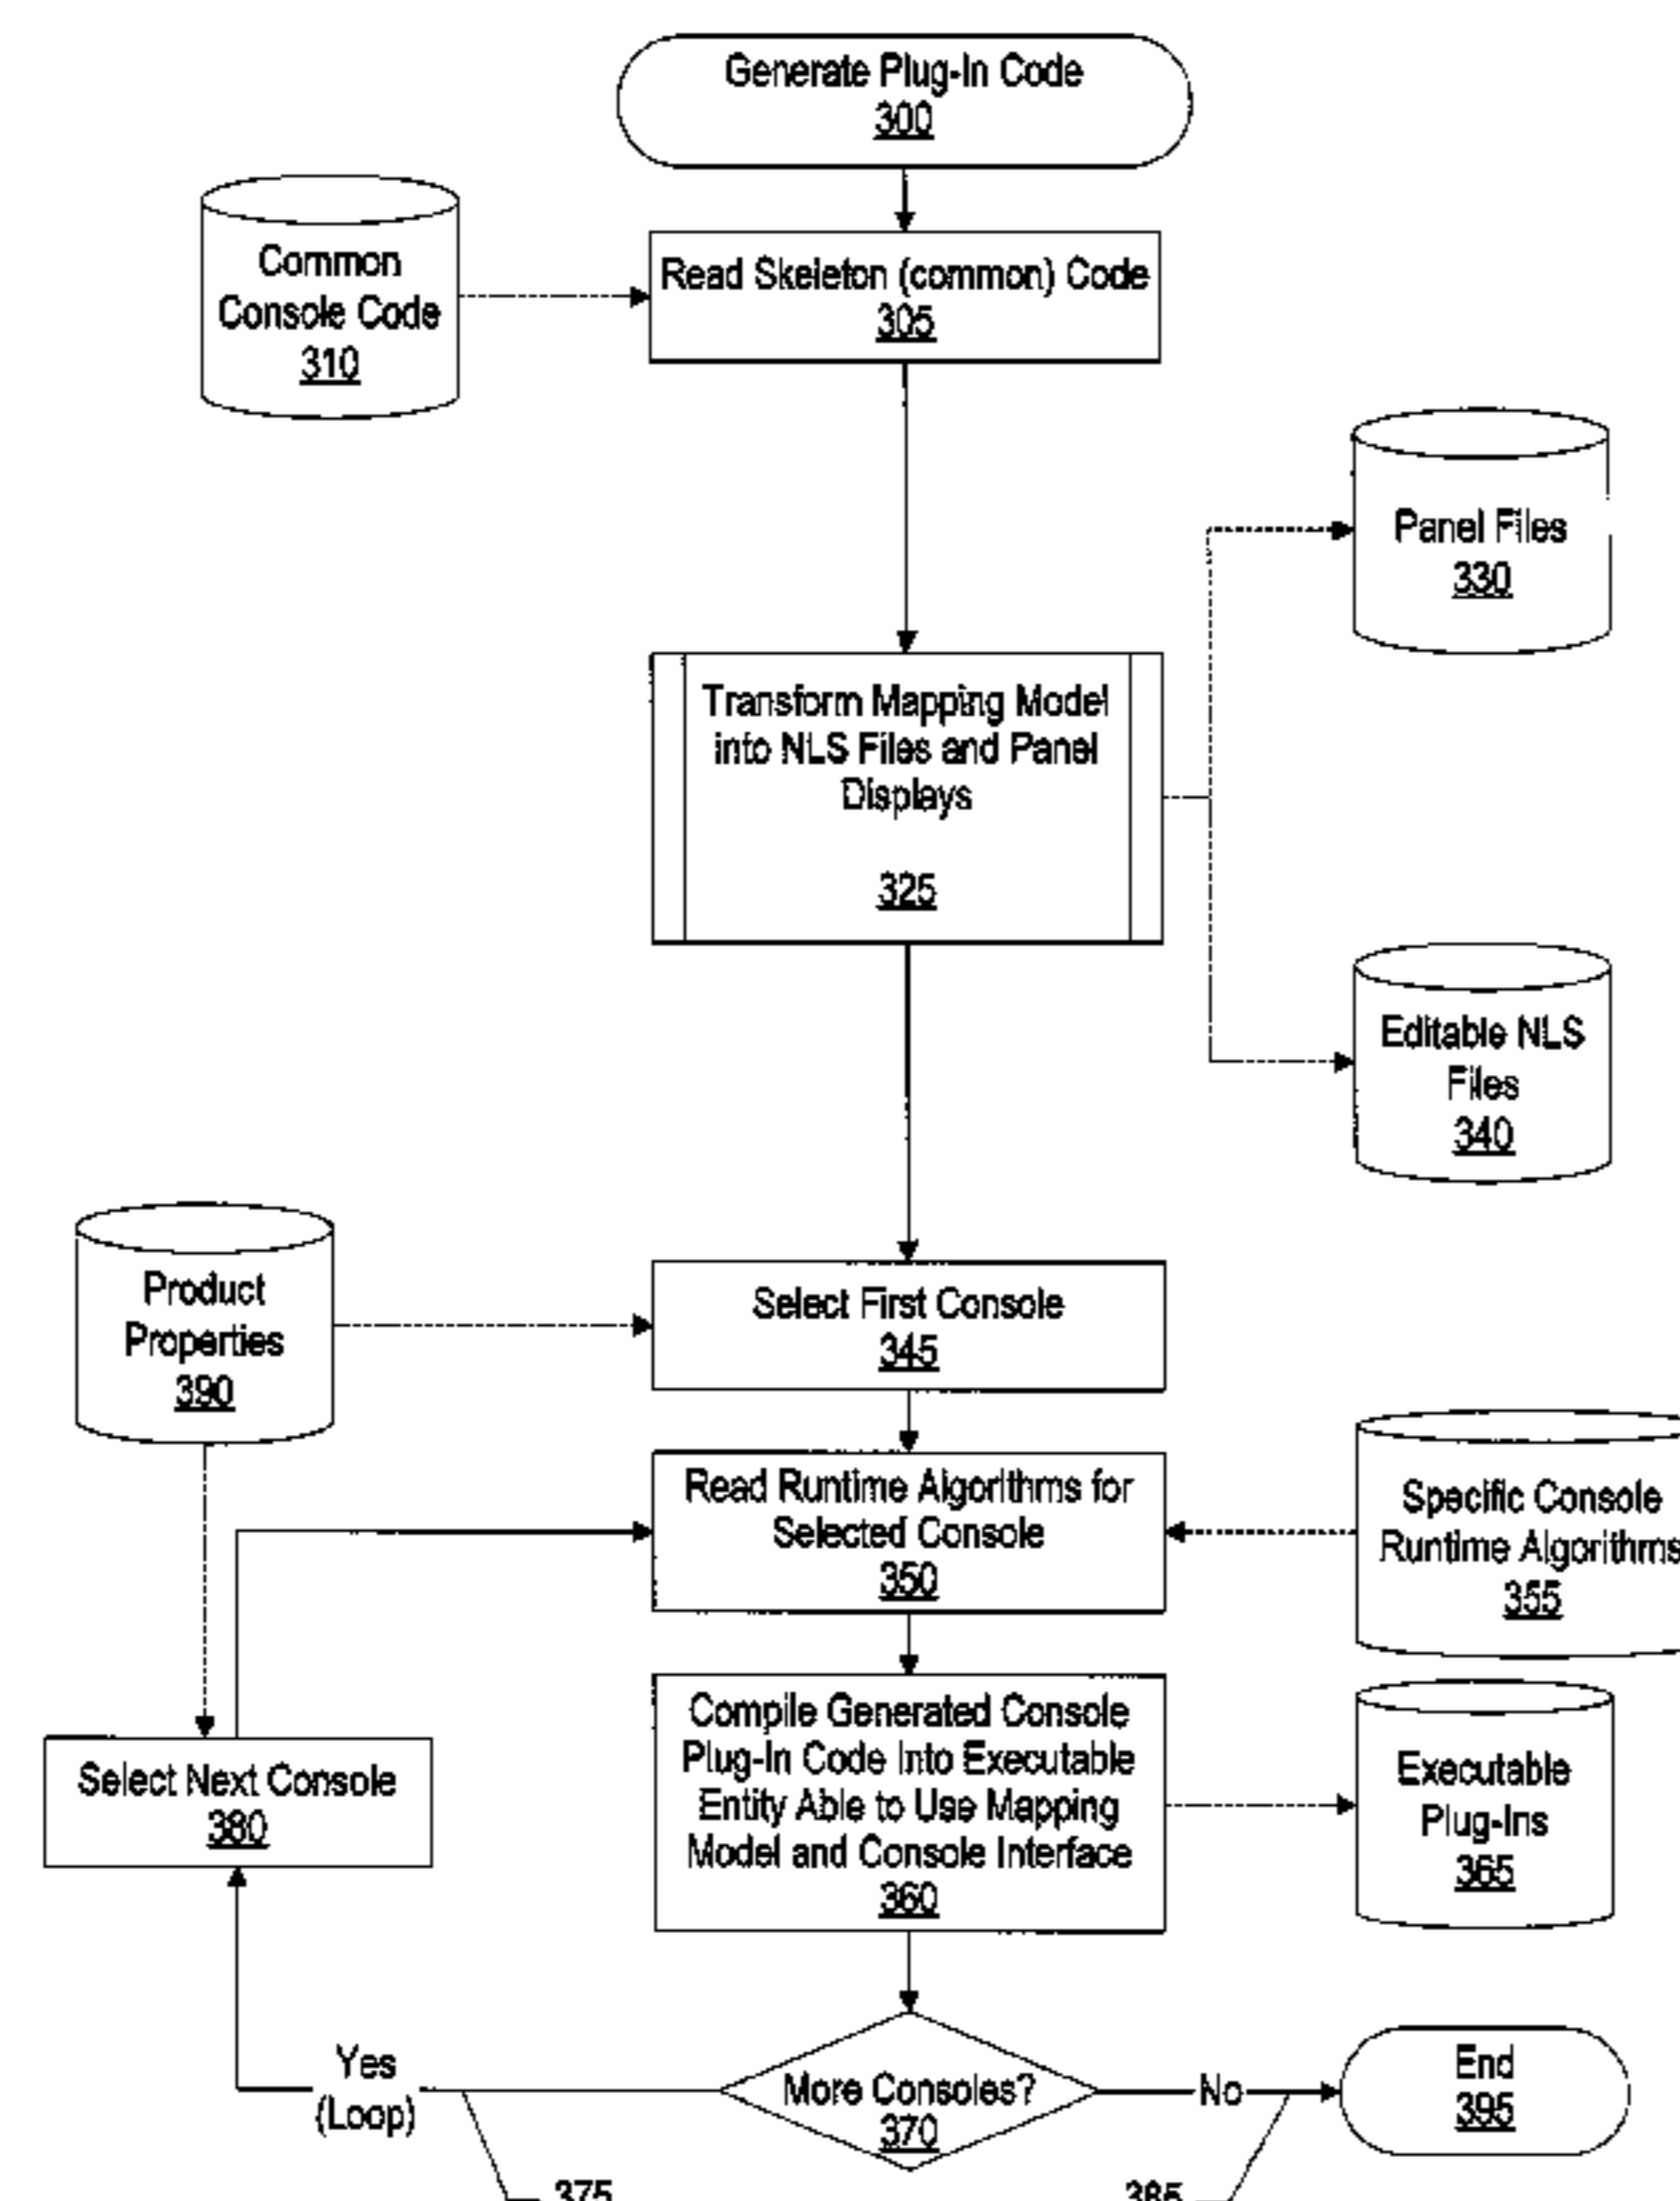 Generate Plug-In Code
300
Common
Console Code
310
Read Skeleton (common) Code
305
Panel Files
330
Transform Mapping Model
into NLS Files and Panel
Displays
325
Editable NLS
Files
340
Product
Properties
390
Select First Console
345
Read Runtime Algorithms for
Selected Console
350
Specific Console
Runtime Algorithms
355
Compile Generated Console
Plug-In Code Into Executable
Entity Able to Use Mapping
Model and Console Interface
360
Executable
Plug-Ins
365
Select Next Console
380
Yes
(Loop)
More Consoles?
370
No
End
395
375
385